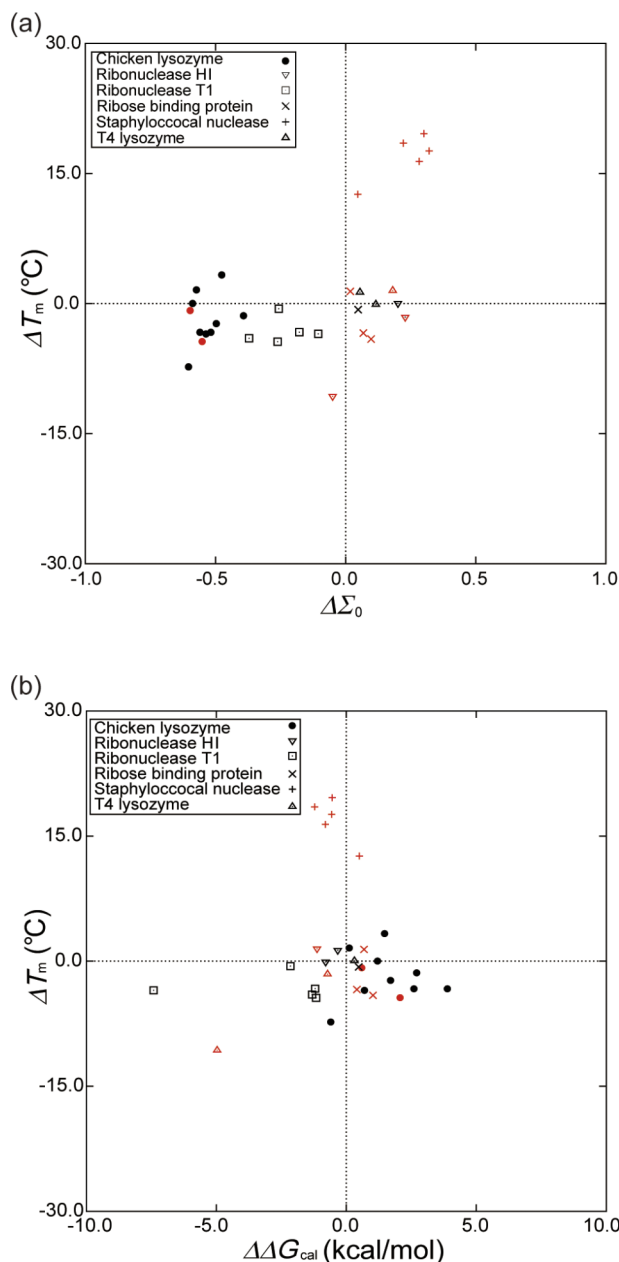 (a)
30.0
Chicken lysozyme
Ribonuclease HI
Ribonuclease T1
Ribose binding protein
Staphyloccocal nuclease
T4 lysozyme
15.0
ΔTm (°C)
0.0
-15.0
-30.0
-1.0 -0.5 0.0 0.5 1.0
ΔΣ0
(b)
30.0
Chicken lysozyme
Ribonuclease HI
Ribonuclease T1
Ribose binding protein
Staphyloccocal nuclease
T4 lysozyme
15.0
ΔTm (°C)
0.0
-15.0
-30.0
-10.0 -5.0 0.0 5.0 10.0
ΔΔGcal (kcal/mol)